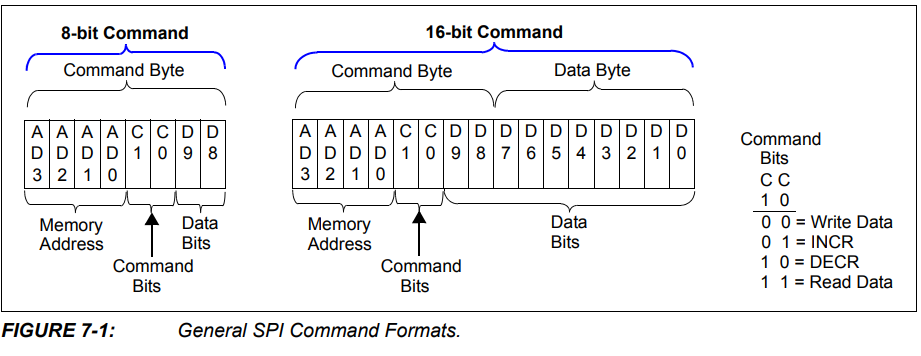 8-bit Command
16-bit Command
Command Byte
Command Byte
Data Byte
A A A A C C D D
D D D D 1 0 9 8
3 2 1 0
A A A A C C D D D D D D D D D D
D D D D 1 0 9 8 7 6 5 4 3 2 1 0
3 2 1 0
Memory
Address
Data
Bits
Command
Bits
Memory
Address
Data
Bits
Command
Bits
Command
Bits
C C
1 0
0 0 = Write Data
0 1 = INCR
1 0 = DECR
1 1 = Read Data
FIGURE 7-1: General SPI Command Formats.